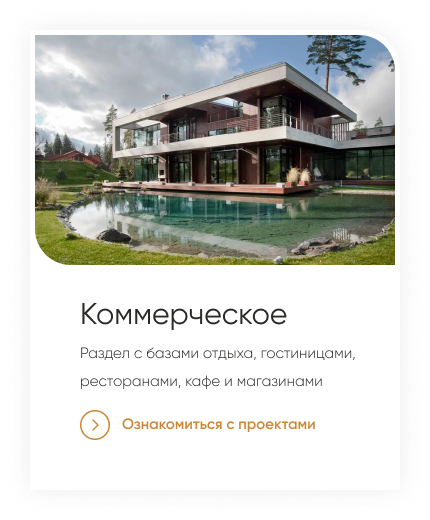 Коммерческое
Раздел с базами отдыха, гостиницами,
ресторанами, кафе и магазинами
Ознакомиться с проектами